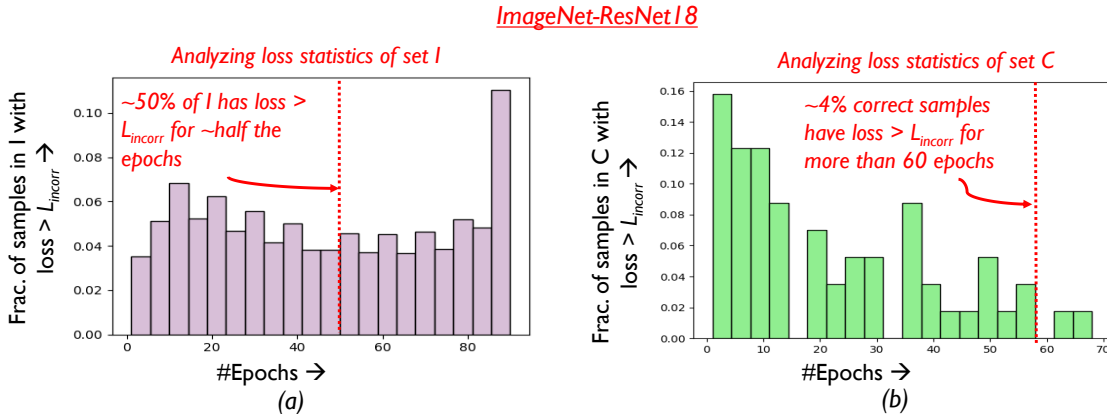 ImageNet-ResNet18
Analyzing loss statistics of set I
~50% of I has loss >
L_incorr for ~half the
epochs
Frac. of samples in I with
loss > L_incorr →
0.10
0.08
0.06
0.04
0.02
0.00
0 20 40 60 80
#Epochs →
(a)
Analyzing loss statistics of set C
~4% correct samples
have loss > L_incorr for
more than 60 epochs
Frac. of samples in C with
loss > L_incorr →
0.16
0.14
0.12
0.10
0.08
0.06
0.04
0.02
0.00
0 10 20 30 40 50 60 70
#Epochs →
(b)